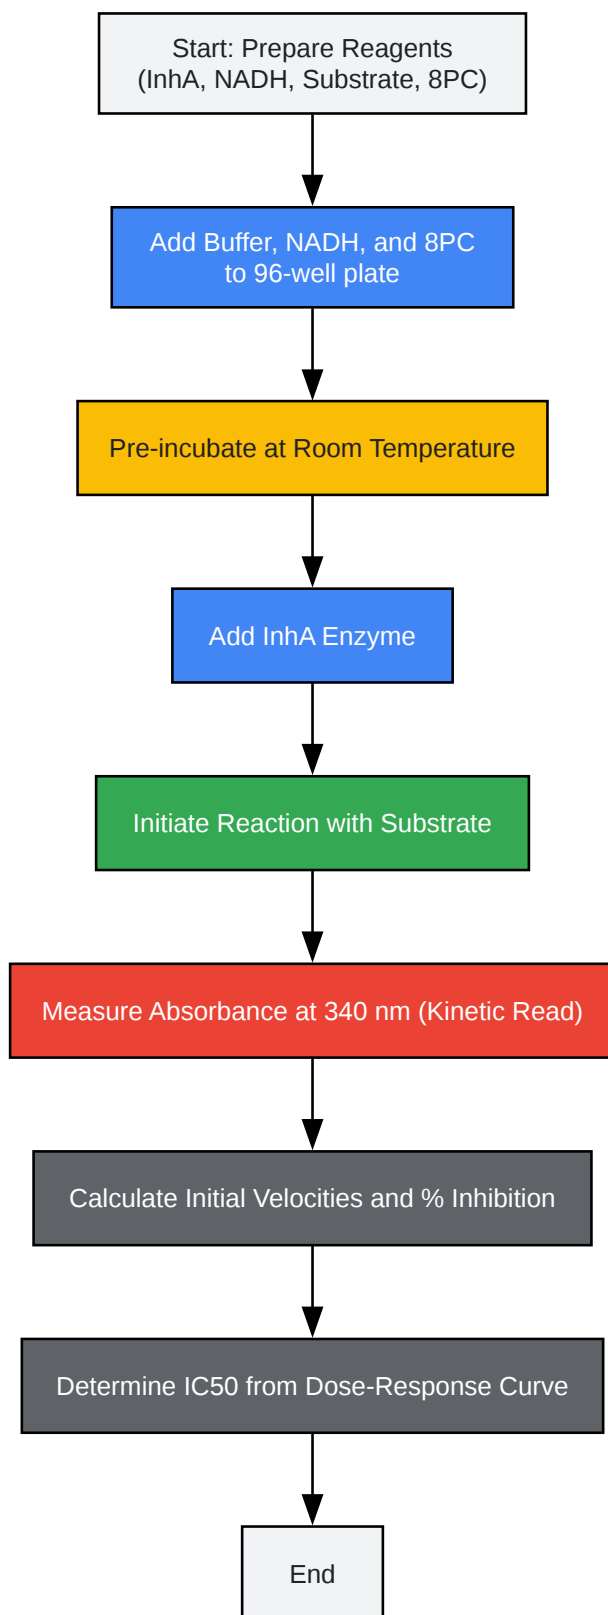 Start: Prepare Reagents
(InhA, NADH, Substrate, 8PC)
Add Buffer, NADH, and 8PC
to 96-well plate
Pre-incubate at Room Temperature
Add InhA Enzyme
Initiate Reaction with Substrate
Measure Absorbance at 340 nm (Kinetic Read)
Calculate Initial Velocities and % Inhibition
Determine IC50 from Dose-Response Curve
End